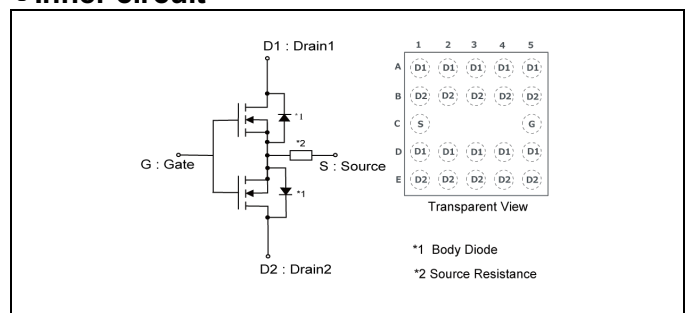 Inner circuit
D1 : Drain1
*1
*2
G : Gate
S : Source
*1
D2 : Drain2
1 2 3 4 5
A D1 D1 D1 D1 D1
B D2 D2 D2 D2 D2
C S G
D D1 D1 D1 D1 D1
E D2 D2 D2 D2 D2
Transparent View
*1 Body Diode
*2 Source Resistance